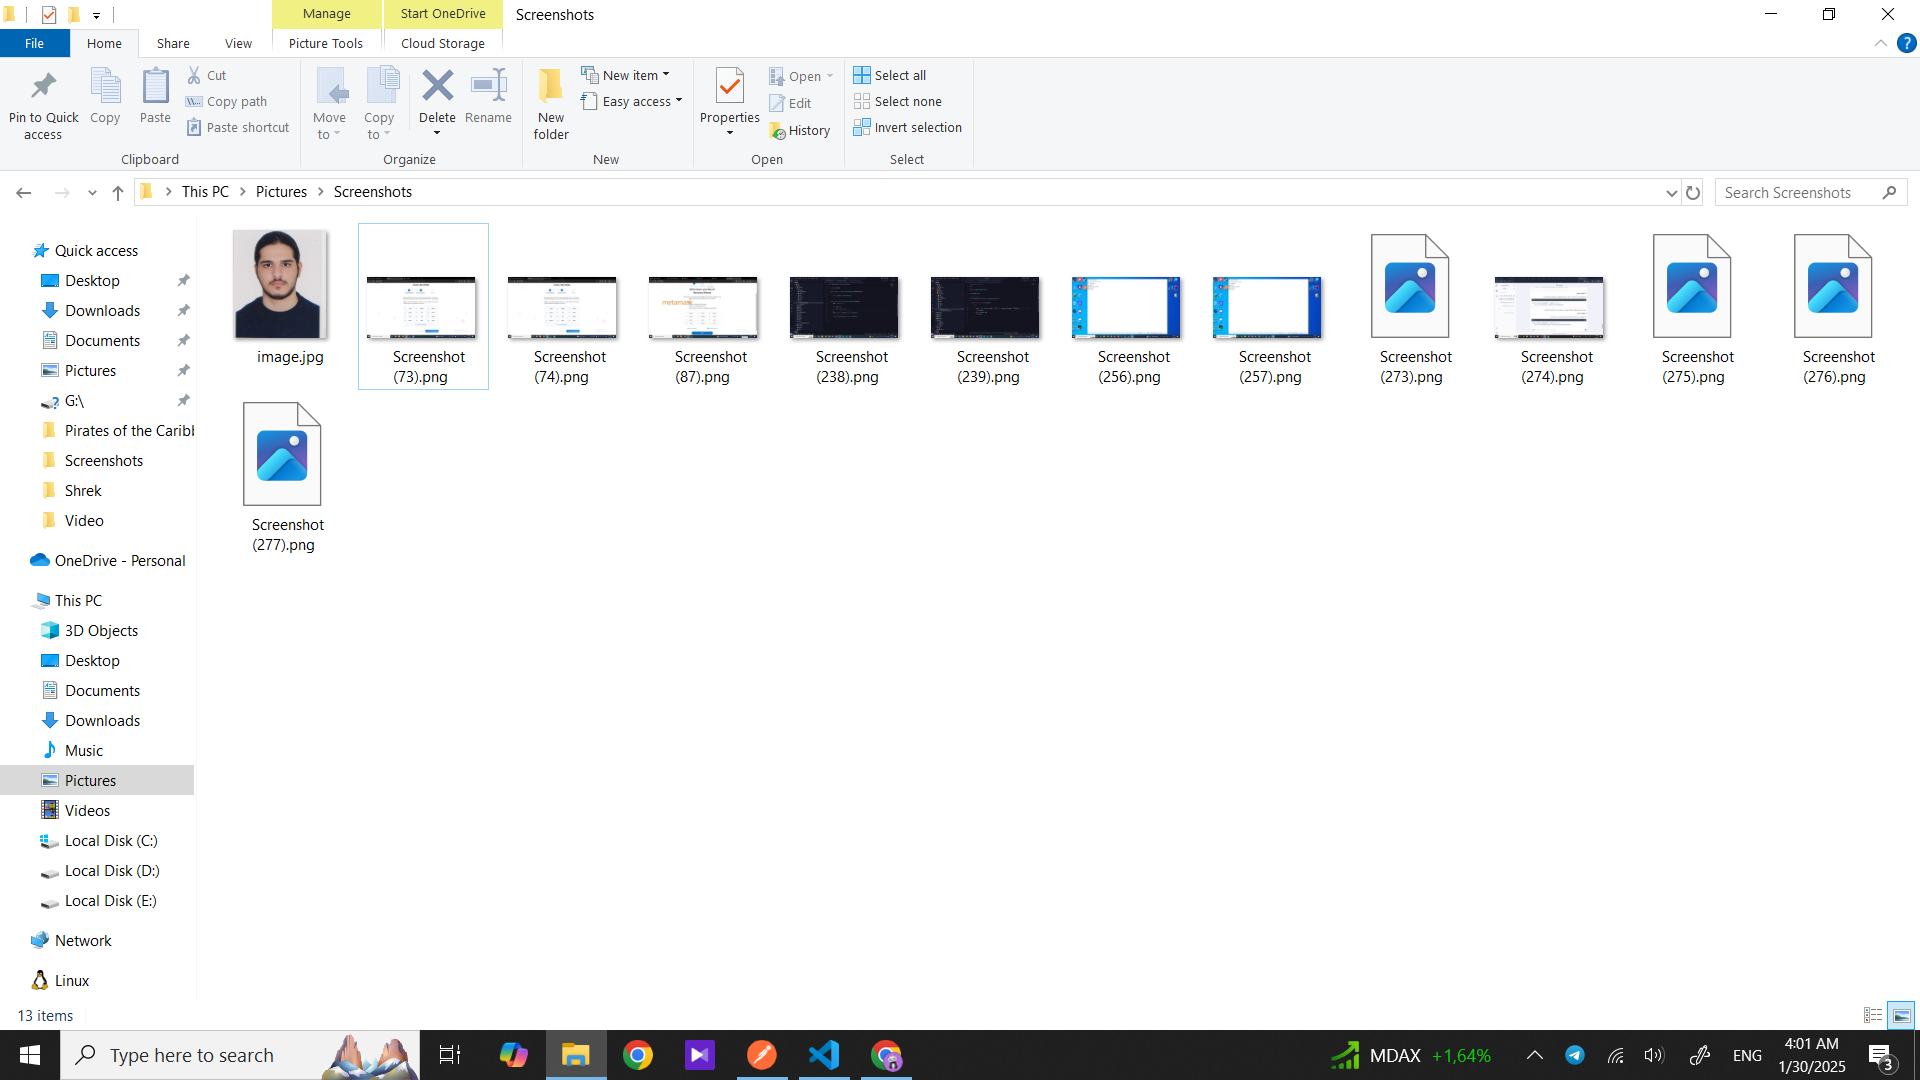 Manage
Start OneDrive
Screenshots
File
Home
Share
View
Picture Tools
Cloud Storage
Pin to Quick access
Copy
Paste
Cut
Copy path
Paste shortcut
Clipboard
Move to
Copy to
Delete
Rename
Organize
New folder
New item
Easy access
New
Properties
Open
Edit
History
Open
Select all
Select none
Invert selection
Select
This PC
Pictures
Screenshots
Search Screenshots
Quick access
Desktop
Downloads
Documents
Pictures
G:\
Pirates of the Carib
Screenshots
Shrek
Video
OneDrive - Personal
This PC
3D Objects
Desktop
Documents
Downloads
Music
Pictures
Videos
Local Disk (C:)
Local Disk (D:)
Local Disk (E:)
Network
Linux
image.jpg
Screenshot (73).png
Screenshot (74).png
metamask
Screenshot (87).png
Screenshot (238).png
Screenshot (239).png
Screenshot (256).png
Screenshot (257).png
Screenshot (273).png
Screenshot (274).png
Screenshot (275).png
Screenshot (276).png
Screenshot (277).png
13 items
Type here to search
MDAX +1,64%
ENG
4:01 AM
1/30/2025
3